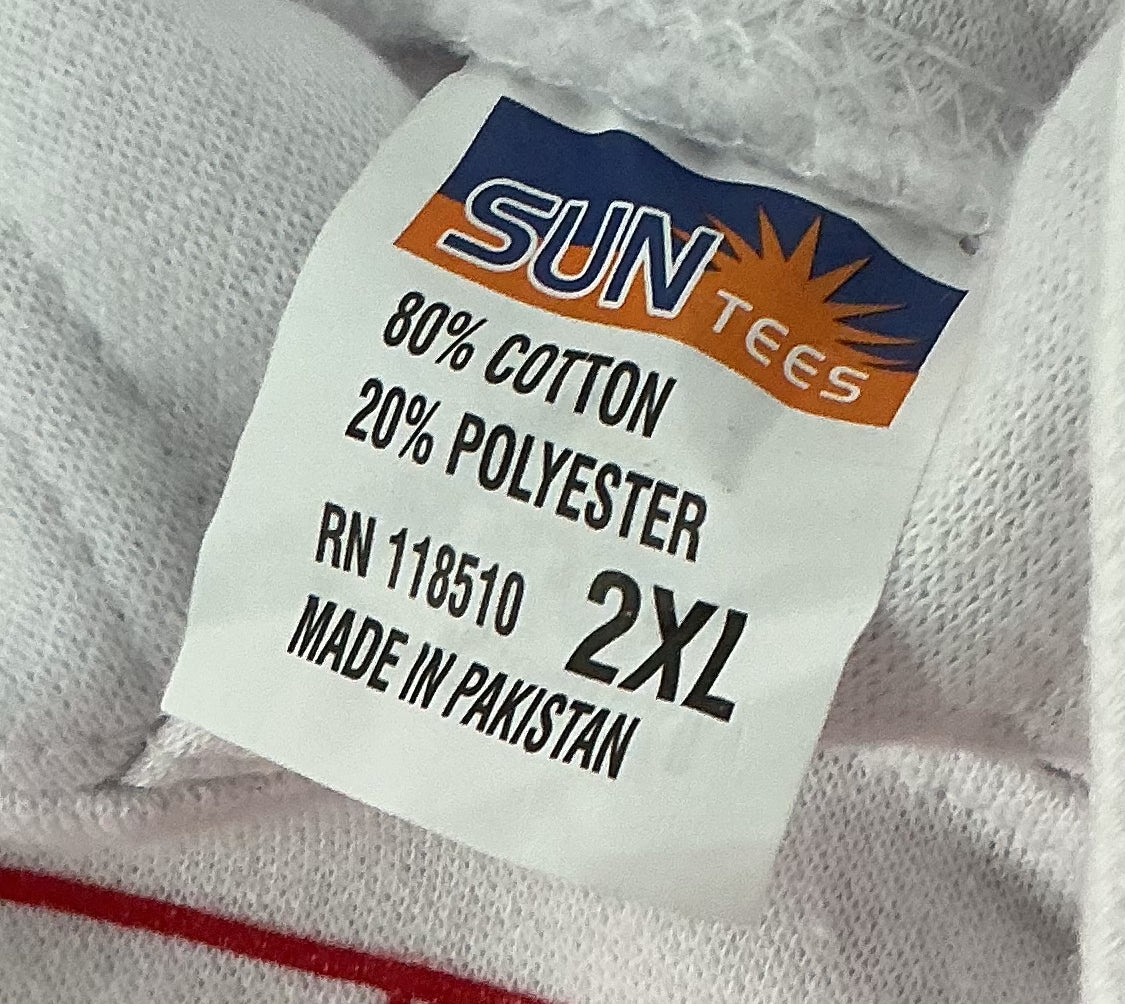 SUN TEES
80% COTTON
20% POLYESTER
RN 118510 2XL
MADE IN PAKISTAN